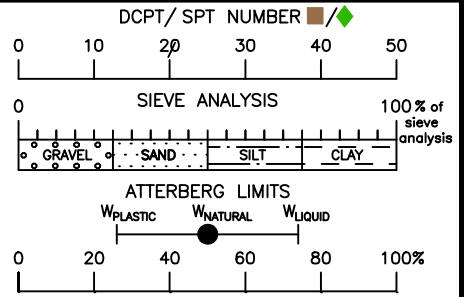 DCPT/ SPT NUMBER /
0 10 20 30 40 50
SIEVE ANALYSIS
0 100 % of
sieve
analysis
GRAVEL SAND SILT CLAY
ATTERBERG LIMITS
WPLASTIC WNATURAL WLIQUID
0 20 40 60 80 100%